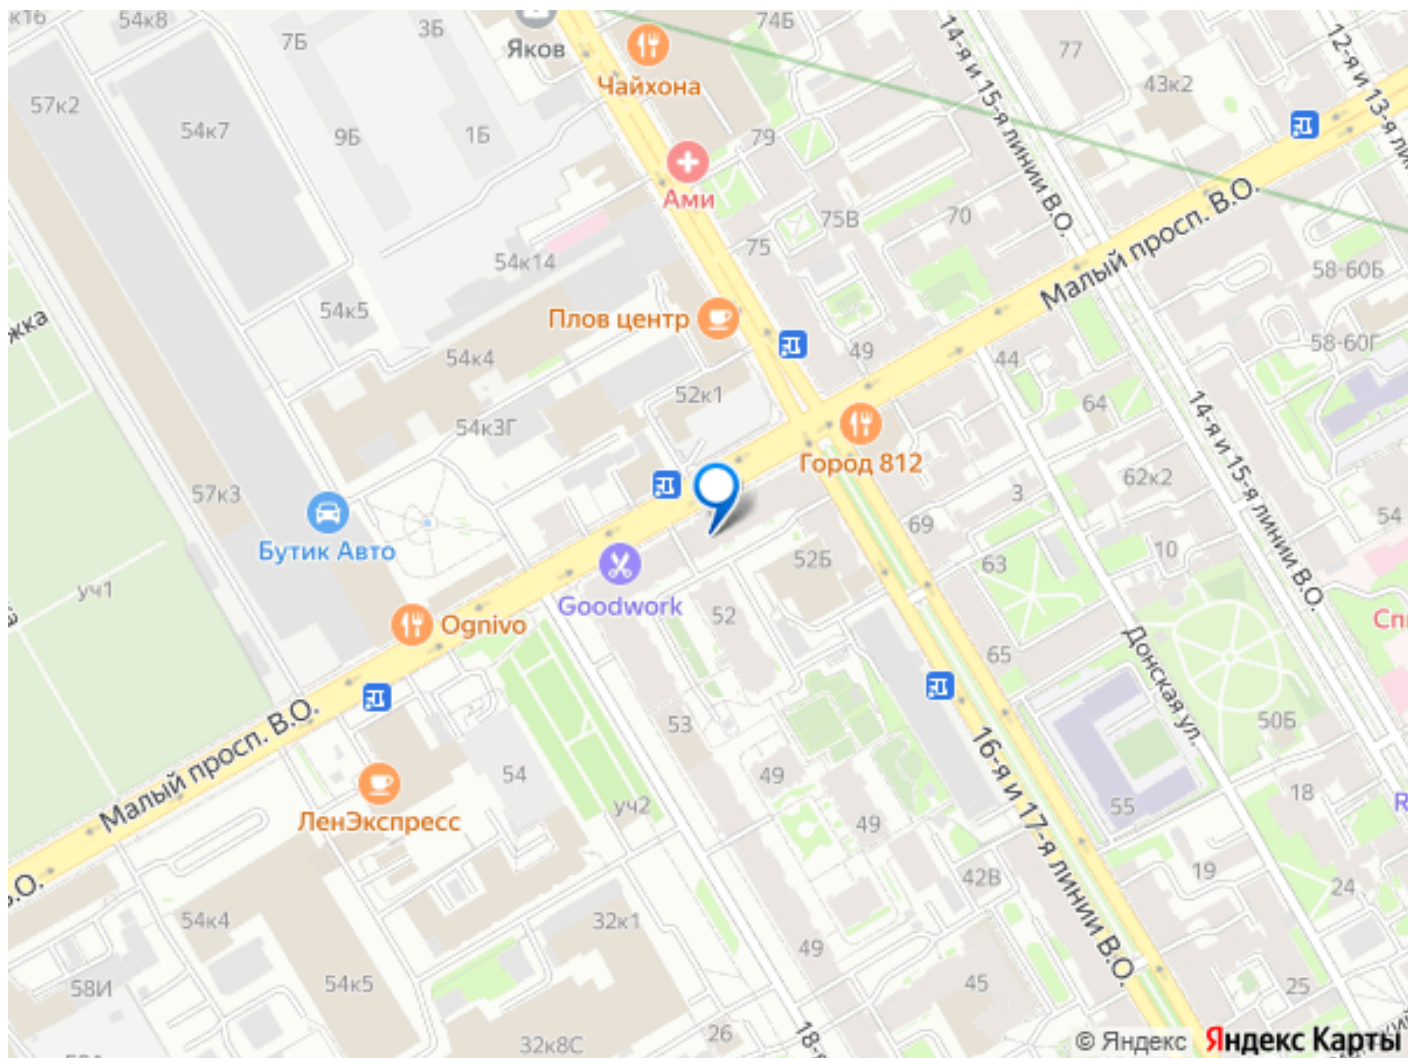 к16
54к8
7Б
3Б
Яков
Чайхона
74Б
77
14-я и 15-я линии В.О.
12-я и 13-я ли
57к2
54к7
9Б
1Б
43к2
79
Ами
75В
70
75
Малый просп. В.О.
58-60Б
54к14
54к5
жка
Плов центр
49
44
58-60Г
54к4
52к1
64
54к3Г
Город 812
14-я и 15-я линии В.О.
62к2
57к3
3
69
54
Бутик Авто
52Б
63
10
уч1
Goodwork
52
Ognivo
65
Донская ул.
Сп
53
50Б
Малый просп. В.О.
16-я и 17-я линии В.О.
54
49
18
ЛенЭкспресс
уч2
49
55
R
42В
19
24
.О.
54к4
32к1
49
58И
54к5
45
25
32к8С
26
18-я
© Яндекс
Яндекс Карты